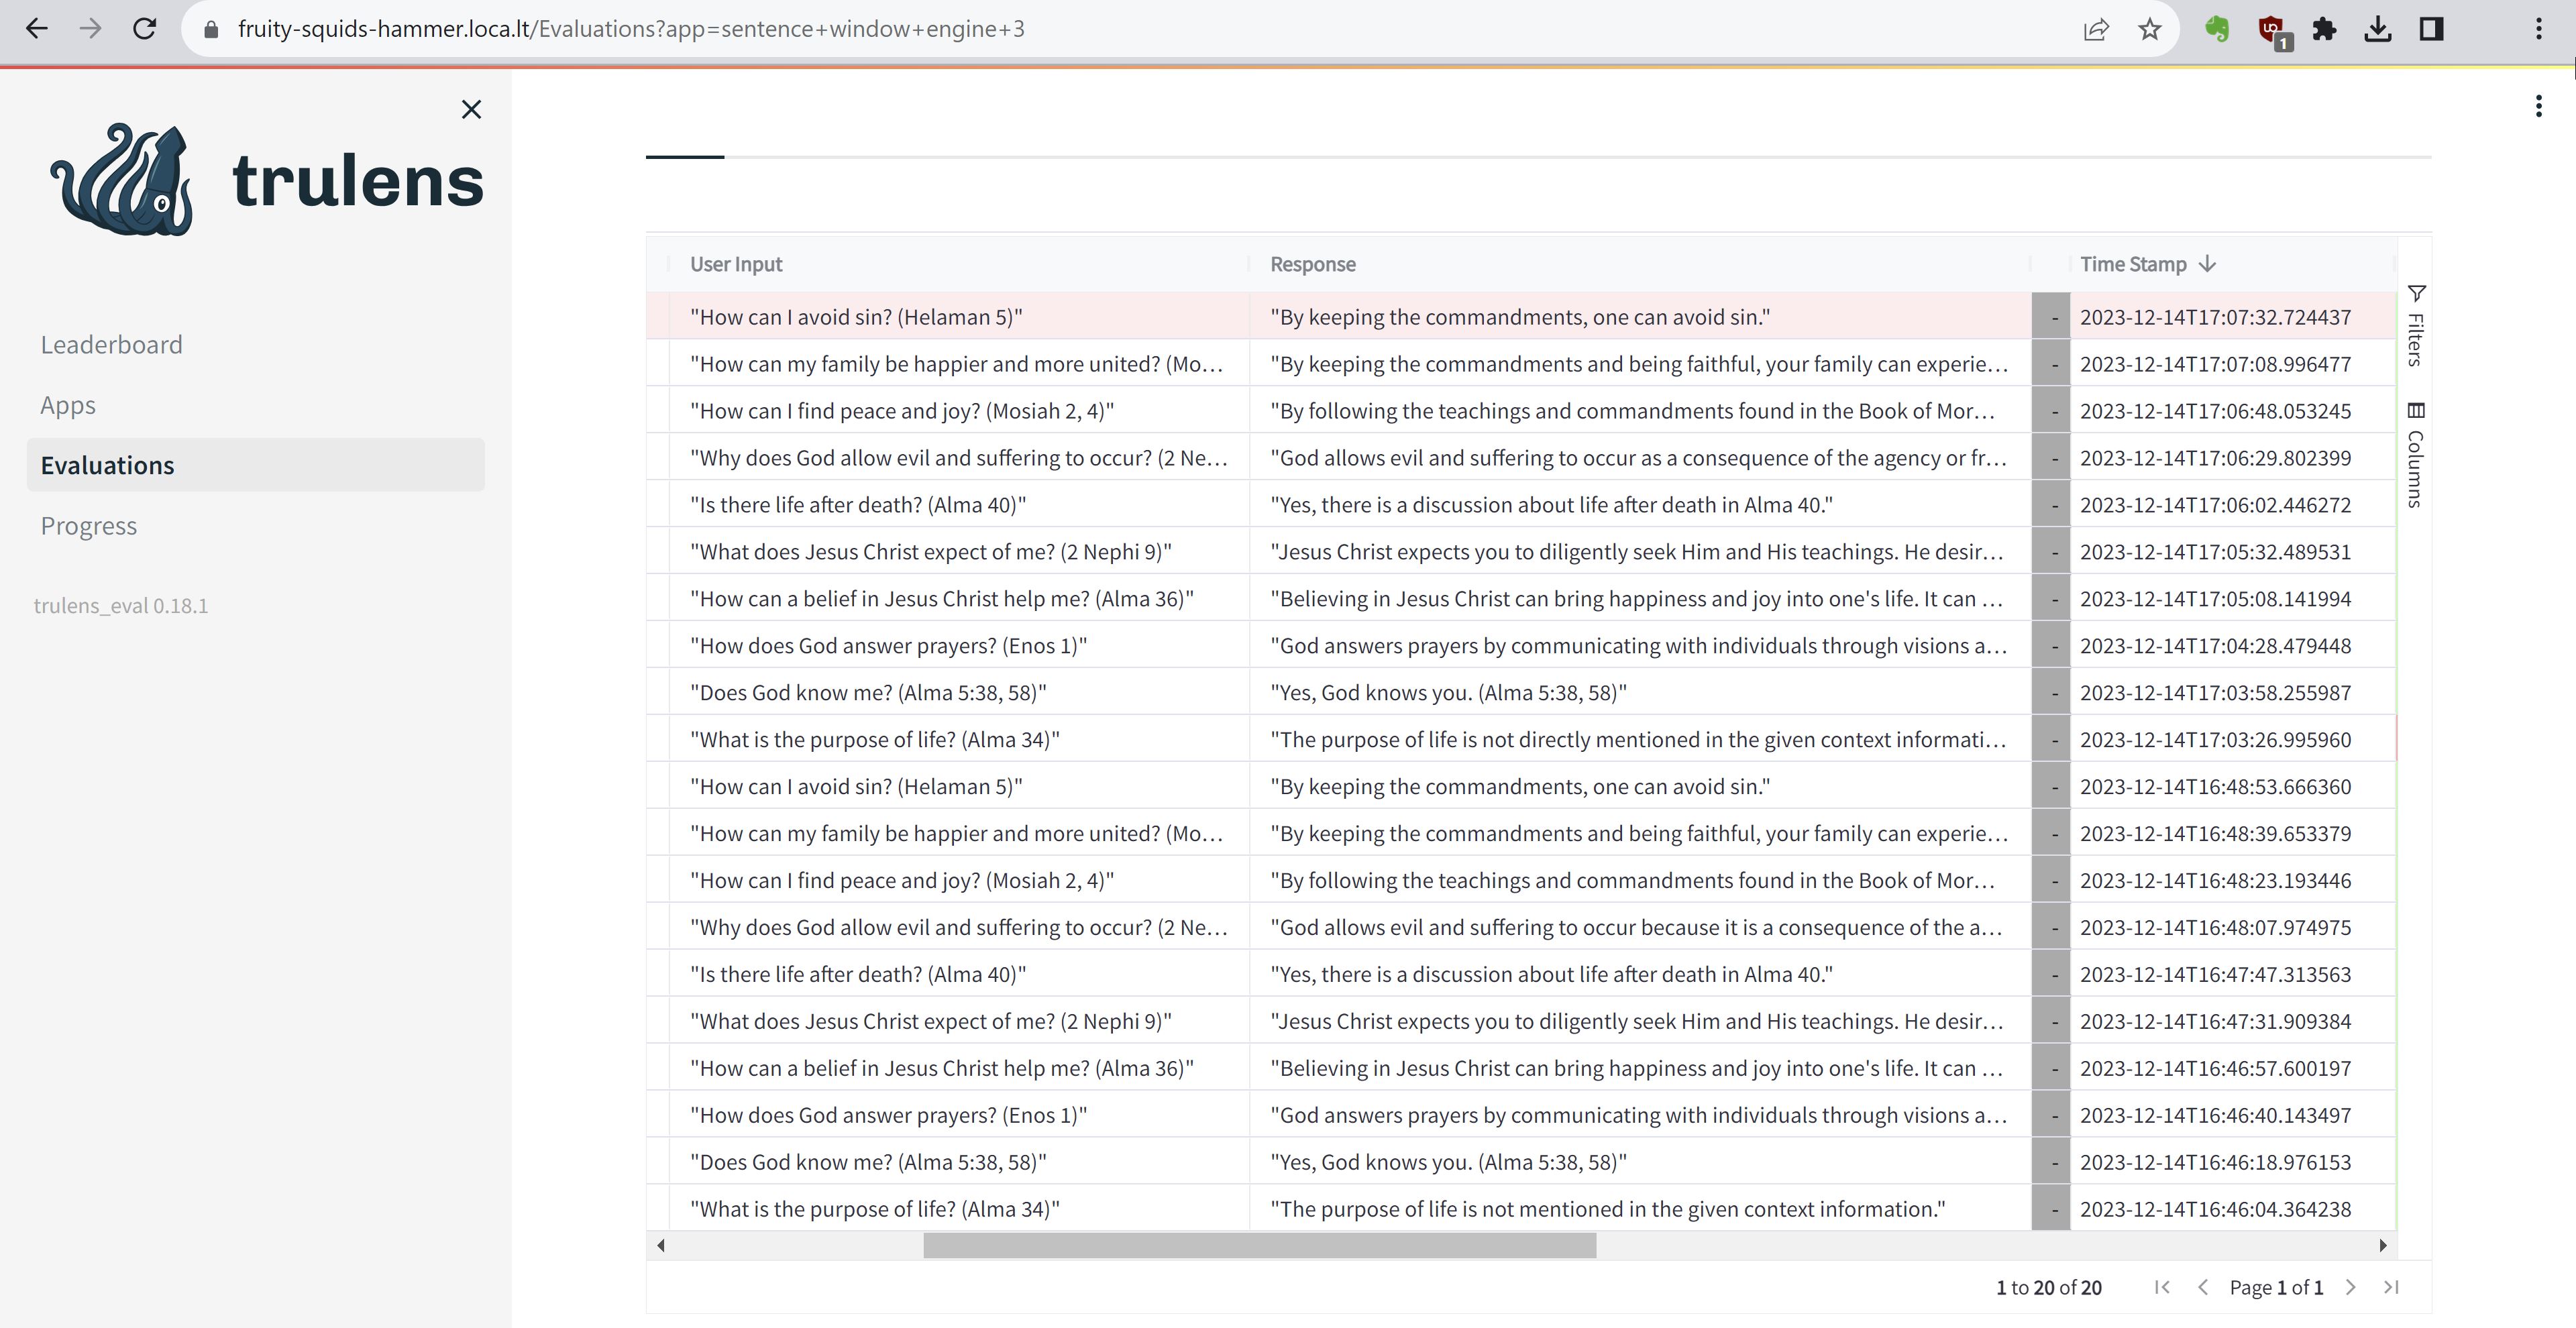 fruity-squids-hammer.loca.lt/Evaluations?app=sentence+window+engine+3
1
trulens
Leaderboard
Apps
Evaluations
Progress
trulens_eval 0.18.1
User Input Response Time Stamp
"How can I avoid sin? (Helaman 5)" "By keeping the commandments, one can avoid sin." - 2023-12-14T17:07:32.724437
"How can my family be happier and more united? (Mo... "By keeping the commandments and being faithful, your family can experie... - 2023-12-14T17:07:08.996477
"How can I find peace and joy? (Mosiah 2, 4)" "By following the teachings and commandments found in the Book of Mor... - 2023-12-14T17:06:48.053245
"Why does God allow evil and suffering to occur? (2 Ne... "God allows evil and suffering to occur as a consequence of the agency or fr... - 2023-12-14T17:06:29.802399
"Is there life after death? (Alma 40)" "Yes, there is a discussion about life after death in Alma 40." - 2023-12-14T17:06:02.446272
"What does Jesus Christ expect of me? (2 Nephi 9)" "Jesus Christ expects you to diligently seek Him and His teachings. He desir... - 2023-12-14T17:05:32.489531
"How can a belief in Jesus Christ help me? (Alma 36)" "Believing in Jesus Christ can bring happiness and joy into one's life. It can ... - 2023-12-14T17:05:08.141994
"How does God answer prayers? (Enos 1)" "God answers prayers by communicating with individuals through visions a... - 2023-12-14T17:04:28.479448
"Does God know me? (Alma 5:38, 58)" "Yes, God knows you. (Alma 5:38, 58)" - 2023-12-14T17:03:58.255987
"What is the purpose of life? (Alma 34)" "The purpose of life is not directly mentioned in the given context informati... - 2023-12-14T17:03:26.995960
"How can I avoid sin? (Helaman 5)" "By keeping the commandments, one can avoid sin." - 2023-12-14T16:48:53.666360
"How can my family be happier and more united? (Mo... "By keeping the commandments and being faithful, your family can experie... - 2023-12-14T16:48:39.653379
"How can I find peace and joy? (Mosiah 2, 4)" "By following the teachings and commandments found in the Book of Mor... - 2023-12-14T16:48:23.193446
"Why does God allow evil and suffering to occur? (2 Ne... "God allows evil and suffering to occur because it is a consequence of the a... - 2023-12-14T16:48:07.974975
"Is there life after death? (Alma 40)" "Yes, there is a discussion about life after death in Alma 40." - 2023-12-14T16:47:47.313563
"What does Jesus Christ expect of me? (2 Nephi 9)" "Jesus Christ expects you to diligently seek Him and His teachings. He desir... - 2023-12-14T16:47:31.909384
"How can a belief in Jesus Christ help me? (Alma 36)" "Believing in Jesus Christ can bring happiness and joy into one's life. It can ... - 2023-12-14T16:46:57.600197
"How does God answer prayers? (Enos 1)" "God answers prayers by communicating with individuals through visions a... - 2023-12-14T16:46:40.143497
"Does God know me? (Alma 5:38, 58)" "Yes, God knows you. (Alma 5:38, 58)" - 2023-12-14T16:46:18.976153
"What is the purpose of life? (Alma 34)" "The purpose of life is not mentioned in the given context information." - 2023-12-14T16:46:04.364238
Filters
Columns
1 to 20 of 20 Page 1 of 1